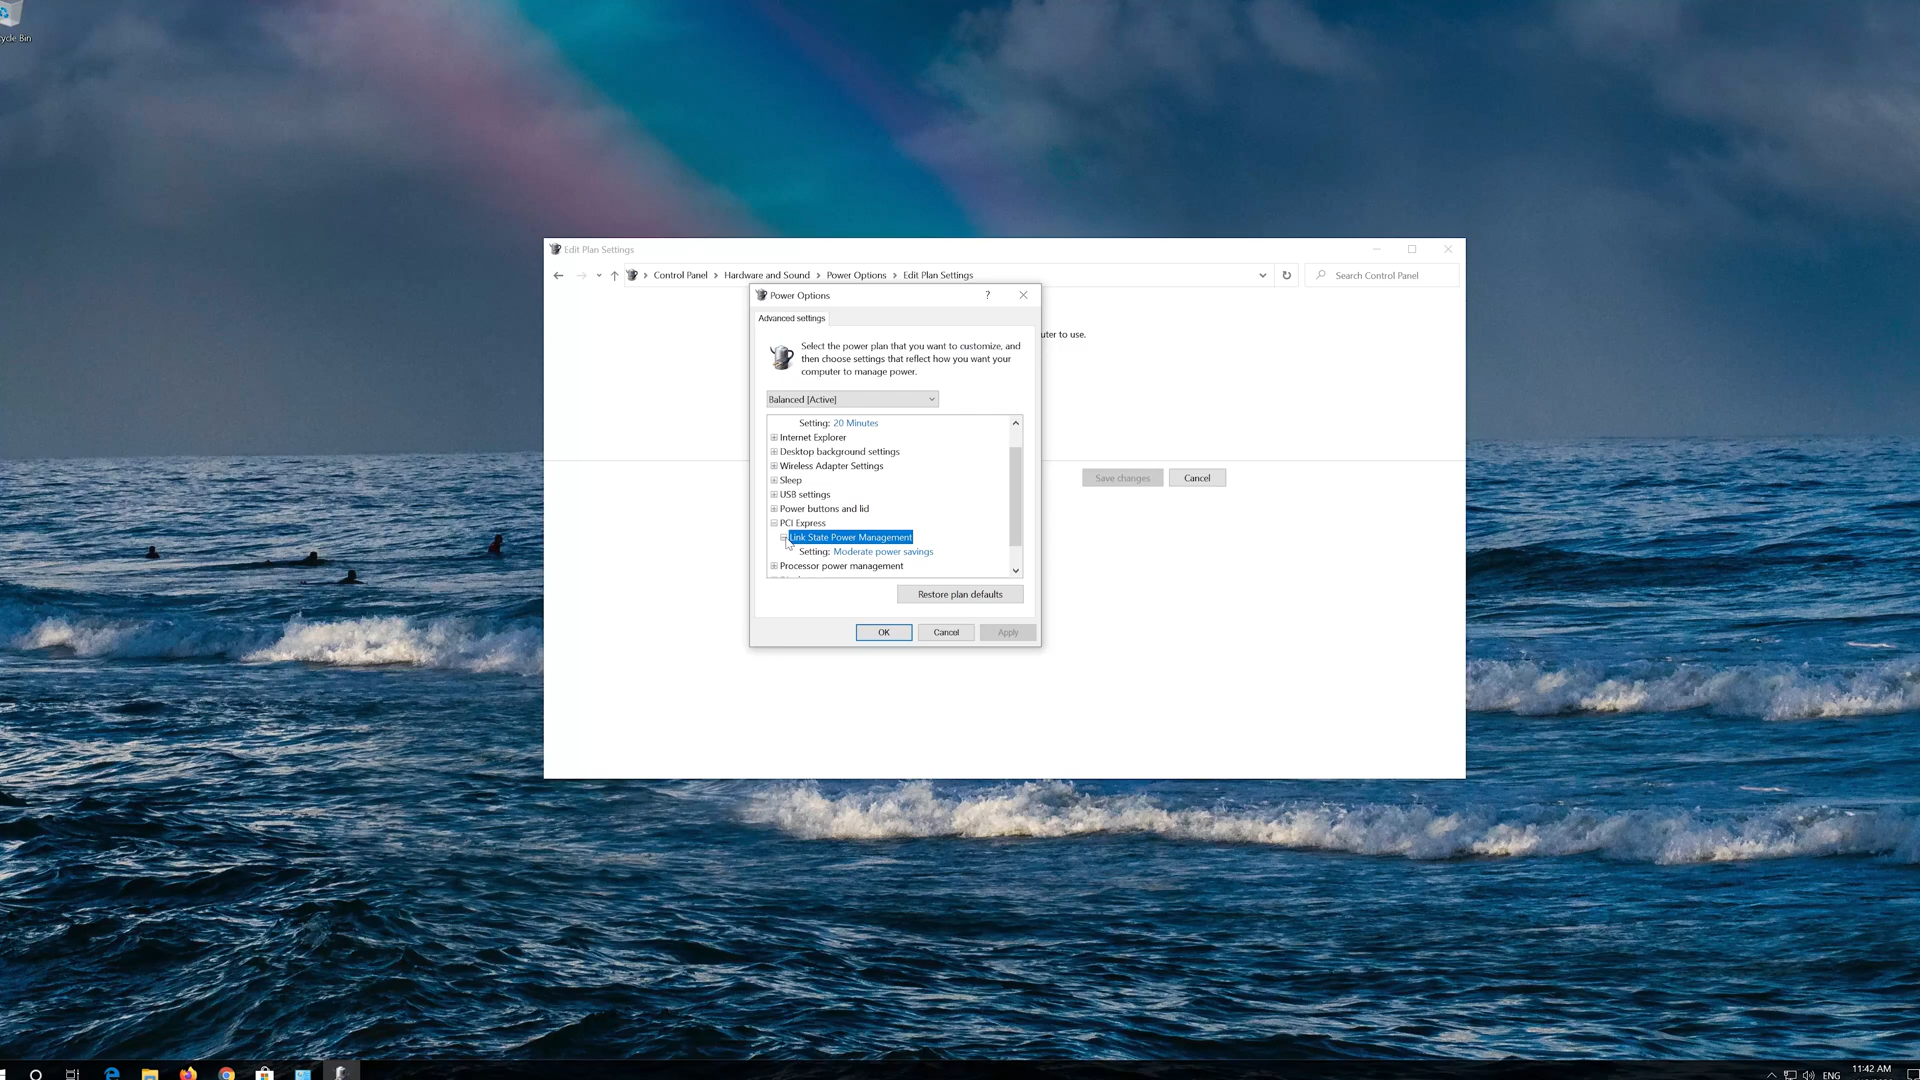 ycle Bin
Edit Plan Settings
Control Panel > Hardware and Sound > Power Options > Edit Plan Settings
Search Control Panel
Power Options
?
Advanced settings
uter to use.
Select the power plan that you want to customize, and
then choose settings that reflect how you want your
computer to manage power.
Balanced [Active]
Setting: 20 Minutes
Internet Explorer
Desktop background settings
Wireless Adapter Settings
Sleep
USB settings
Power buttons and lid
PCI Express
Link State Power Management
Setting: Moderate power savings
Processor power management
Restore plan defaults
OK
Cancel
Apply
Save changes
Cancel
ENG
11:42 AM